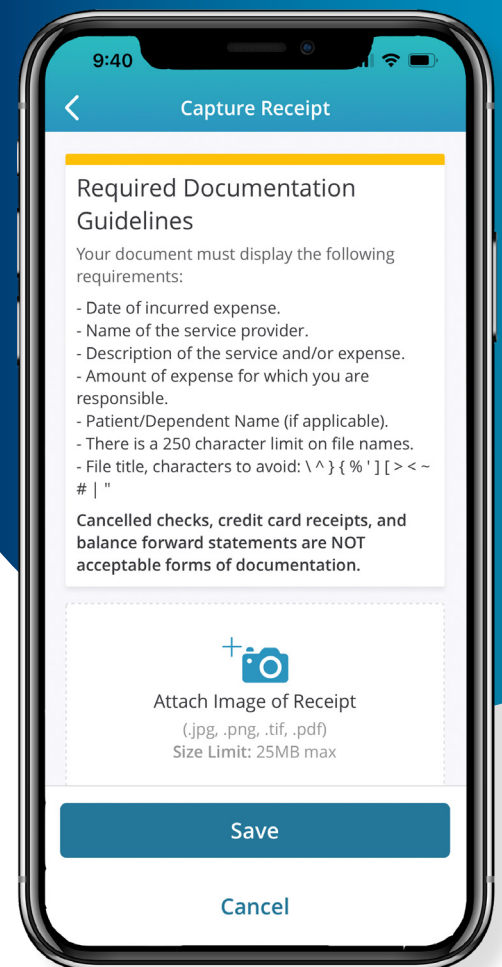 9:40
Capture Receipt
Required Documentation
Guidelines
Your document must display the following
requirements:
- Date of incurred expense.
- Name of the service provider.
- Description of the service and/or expense.
- Amount of expense for which you are
responsible.
- Patient/Dependent Name (if applicable).
- There is a 250 character limit on file names.
- File title, characters to avoid: \ ^ } { % ' ] [ > < ~
# | "
Cancelled checks, credit card receipts, and
balance forward statements are NOT
acceptable forms of documentation.
Attach Image of Receipt
(.jpg, .png, .tif, .pdf)
Size Limit: 25MB max
Save
Cancel